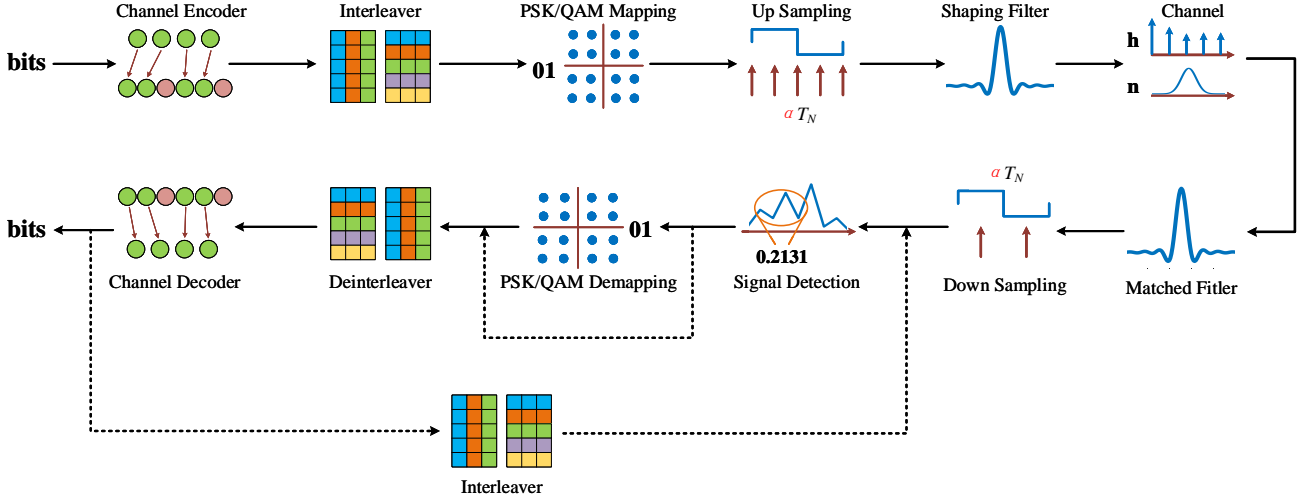 Channel Encoder
Interleaver
PSK/QAM Mapping
Up Sampling
Shaping Filter
Channel
bits
01
α T_N
h
n
bits
Channel Decoder
Deinterleaver
01
PSK/QAM Demapping
0.2131
Signal Detection
α T_N
Down Sampling
Matched Fitler
Interleaver